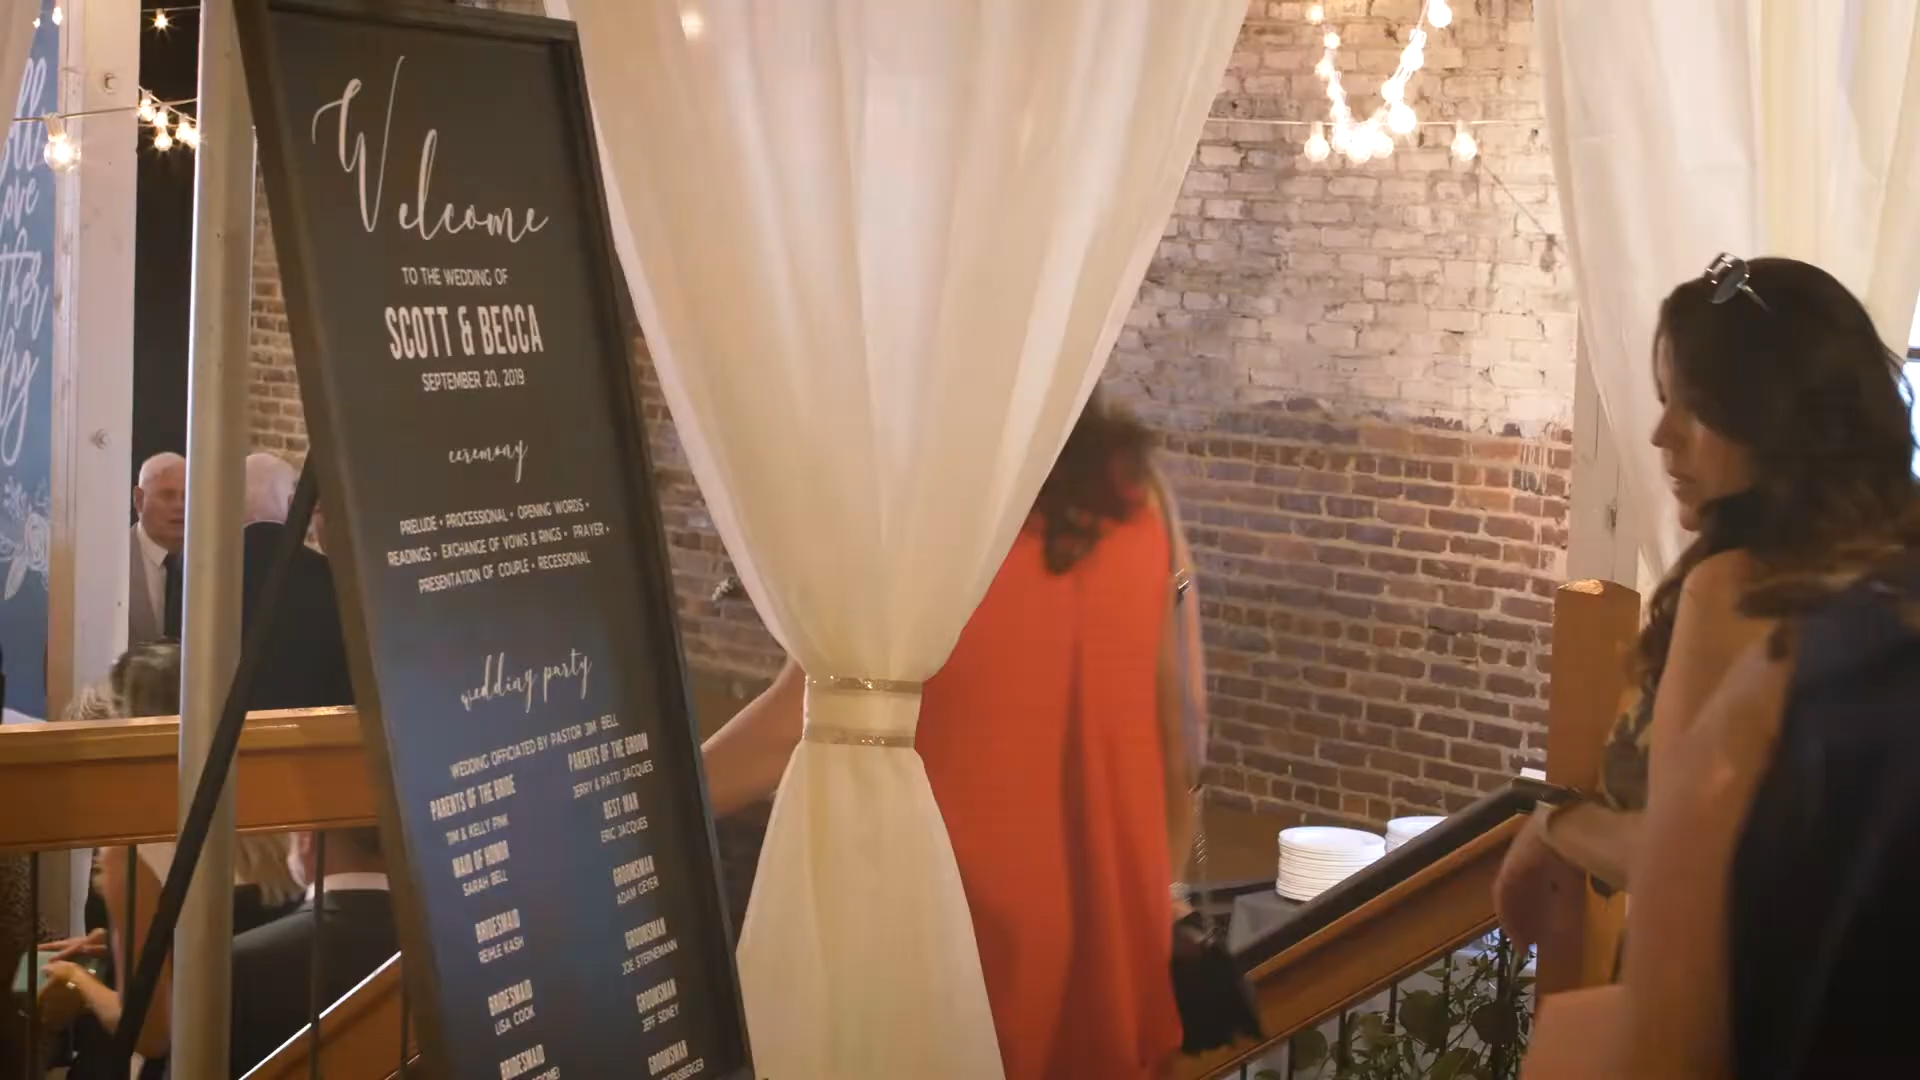 Welcome
TO THE WEDDING OF
SCOTT & BECCA
SEPTEMBER 20, 2019
ceremony
PRELUDE • PROCESSIONAL • OPENING WORDS •
READINGS • EXCHANGE OF VOWS & RINGS • PRAYER •
PRESENTATION OF COUPLE • RECESSIONAL
wedding party
WEDDING OFFICIATED BY PASTOR JIM BELL
PARENTS OF THE BRIDE
JIM & KELLY PINK
MAID OF HONOR
SARAH BELL
BRIDESMAID
REIHLE KASH
BRIDESMAID
LISA COOK
BRIDESMAID
PARENTS OF THE GROOM
JERRY & PATTI JACQUES
BEST MAN
ERIC JACQUES
GROOMSMAN
ADAM GEYER
GROOMSMAN
JOE STERNEMANN
GROOMSMAN
JEFF SIDNEY
GROOMSMAN